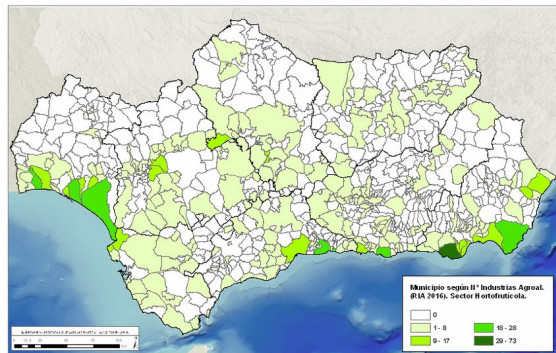 Municipio según Nº Industrias Agroal.
(RIA 2016). Sector Hortofrutícola.
0
1 - 8
9 - 17
18 - 28
29 - 73